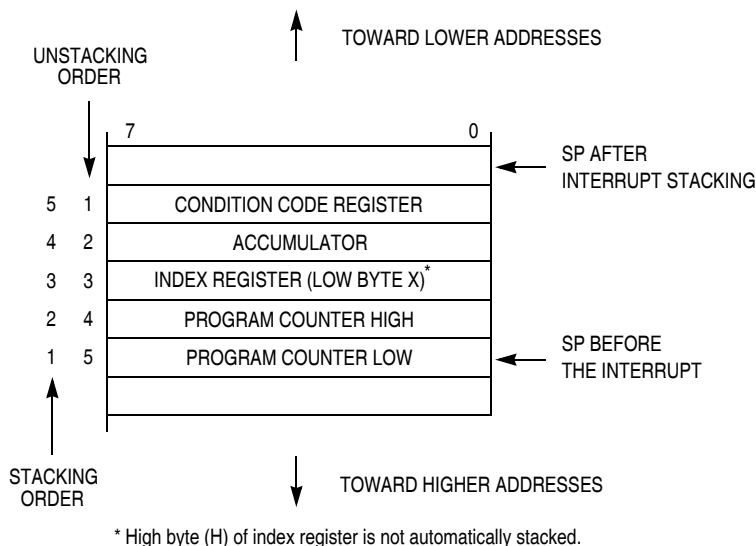 TOWARD LOWER ADDRESSES
UNSTACKING
ORDER
7 0
SP AFTER
INTERRUPT STACKING
5 1 CONDITION CODE REGISTER
4 2 ACCUMULATOR
3 3 INDEX REGISTER (LOW BYTE X)*
2 4 PROGRAM COUNTER HIGH
1 5 PROGRAM COUNTER LOW
SP BEFORE
THE INTERRUPT
STACKING
ORDER
TOWARD HIGHER ADDRESSES
* High byte (H) of index register is not automatically stacked.